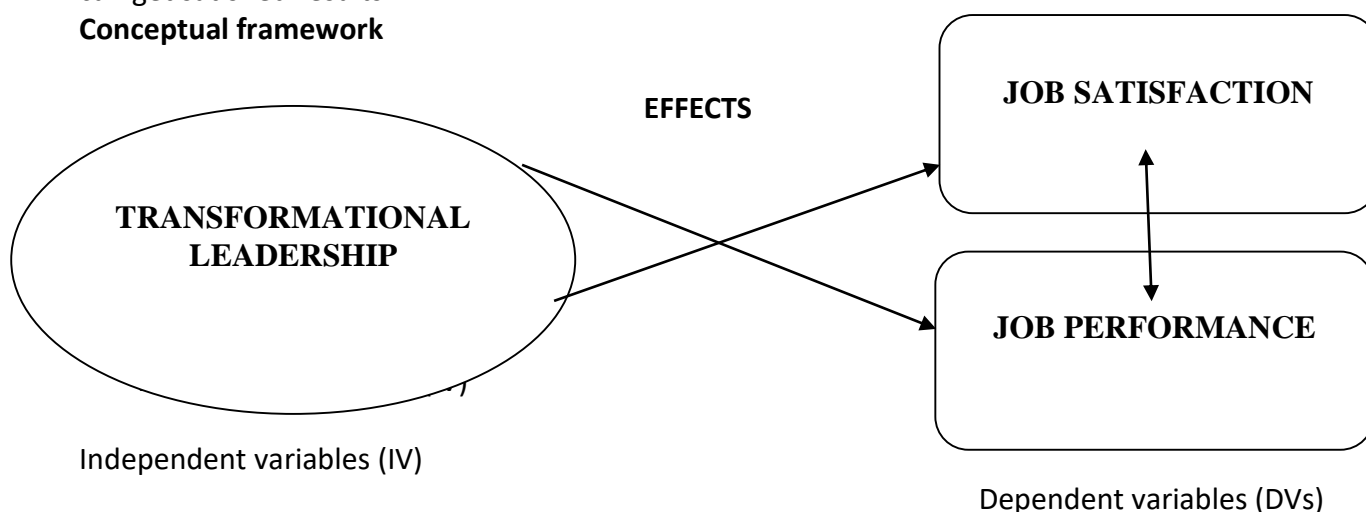 Conceptual framework
EFFECTS
JOB SATISFACTION
TRANSFORMATIONAL
LEADERSHIP
JOB PERFORMANCE
Independent variables (IV)
Dependent variables (DVs)